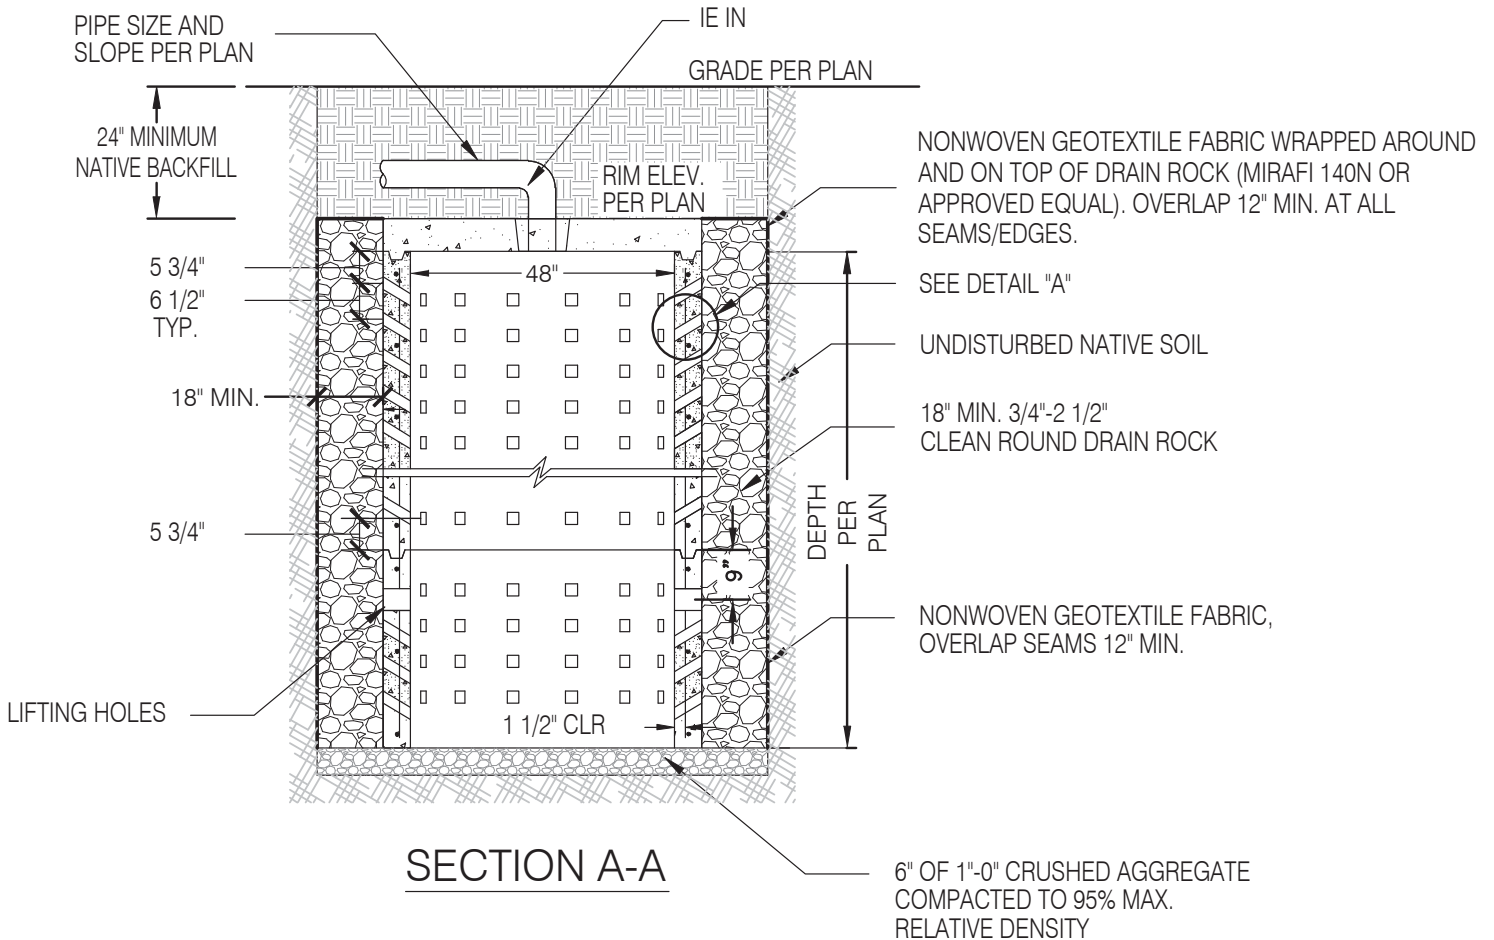 PIPE SIZE AND
SLOPE PER PLAN
IE IN
GRADE PER PLAN
24" MINIMUM
NATIVE BACKFILL
RIM ELEV.
PER PLAN
NONWOVEN GEOTEXTILE FABRIC WRAPPED AROUND
AND ON TOP OF DRAIN ROCK (MIRAFI 140N OR
APPROVED EQUAL). OVERLAP 12" MIN. AT ALL
SEAMS/EDGES.
5 3/4"
6 1/2"
TYP.
48"
SEE DETAIL "A"
UNDISTURBED NATIVE SOIL
18" MIN.
18" MIN. 3/4"-2 1/2"
CLEAN ROUND DRAIN ROCK
5 3/4"
DEPTH
PER
PLAN
9"
NONWOVEN GEOTEXTILE FABRIC,
OVERLAP SEAMS 12" MIN.
LIFTING HOLES
1 1/2" CLR
SECTION A-A
6" OF 1"-0" CRUSHED AGGREGATE
COMPACTED TO 95% MAX.
RELATIVE DENSITY